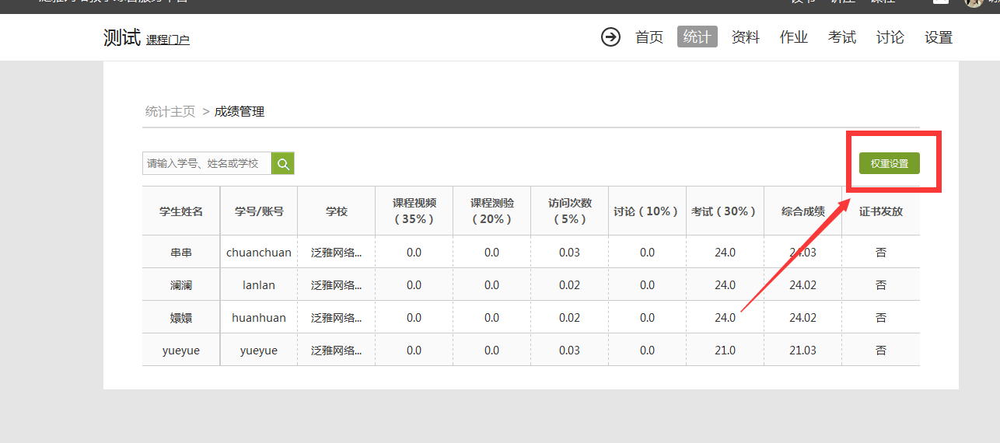 测试 课程门户
首页 统计 资料 作业 考试 讨论 设置
统计主页 > 成绩管理
请输入学号、姓名或学校
权重设置
学生姓名 学号/账号 学校 课程视频（35%） 课程测验（20%） 访问次数（5%） 讨论（10%） 考试（30%） 综合成绩 证书发放
串串 chuanchuan 泛雅网络... 0.0 0.0 0.03 0.0 24.0 24.03 否
澜澜 lanlan 泛雅网络... 0.0 0.0 0.02 0.0 24.0 24.02 否
嬛嬛 huanhuan 泛雅网络... 0.0 0.0 0.02 0.0 24.0 24.02 否
yueyue yueyue 泛雅网络... 0.0 0.0 0.03 0.0 21.0 21.03 否